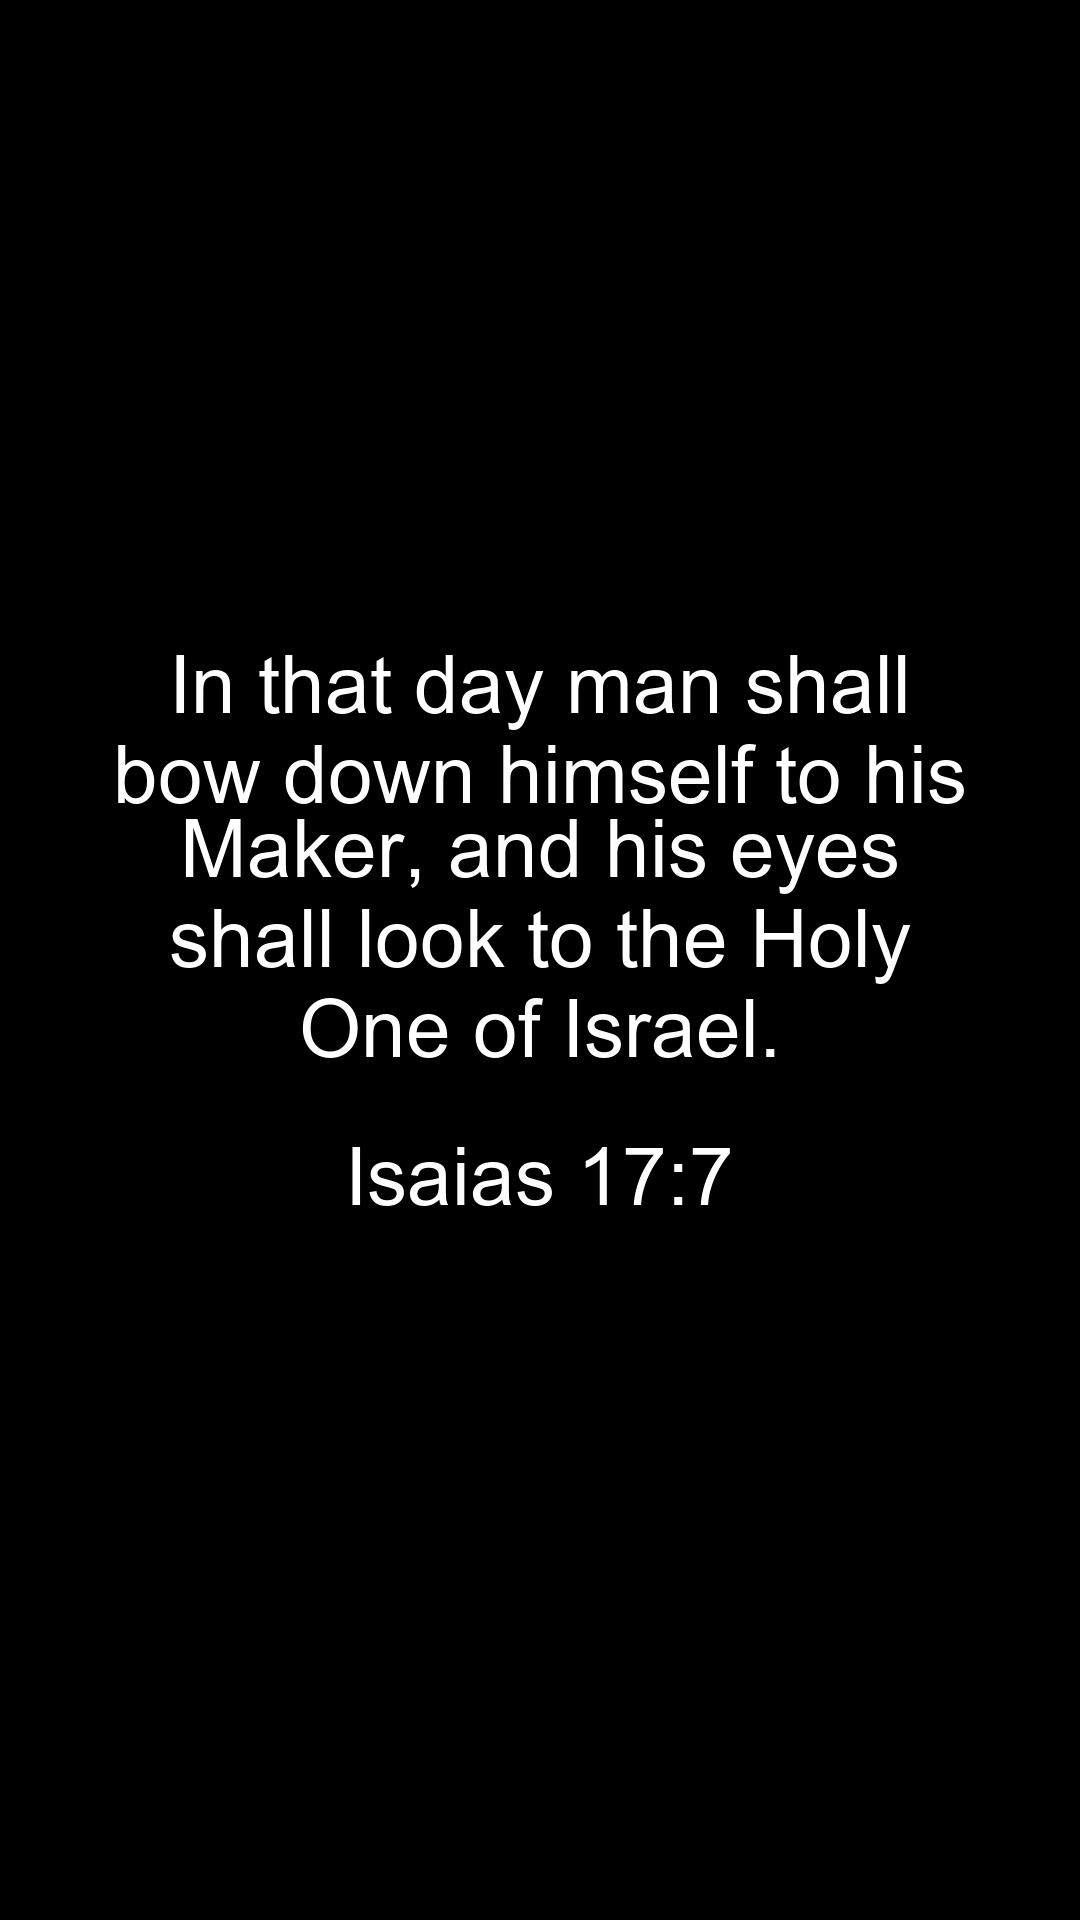 In that day man shall
bow down himself to his
Maker, and his eyes
shall look to the Holy
One of Israel.
Isaias 17:7